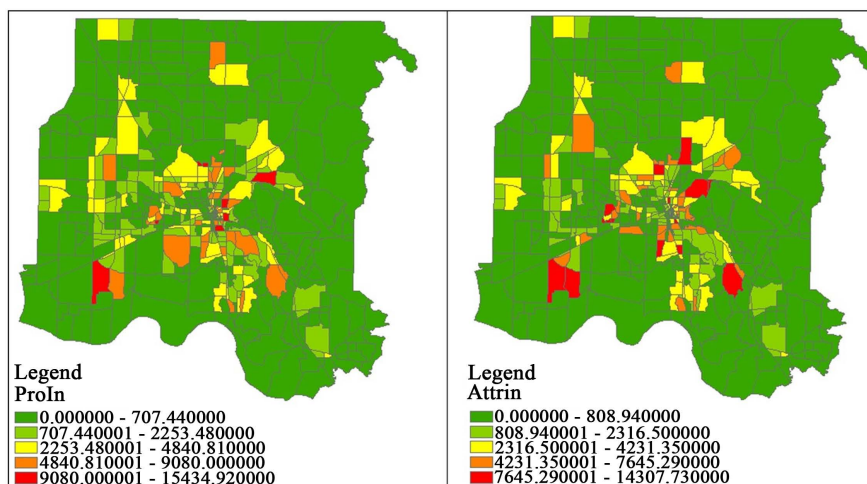 Legend
ProIn
0.000000 - 707.440000
707.440001 - 2253.480000
2253.480001 - 4840.810000
4840.810001 - 9080.000000
9080.000001 - 15434.920000
Legend
Attrin
0.000000 - 808.940000
808.940001 - 2316.500000
2316.500001 - 4231.350000
4231.350001 - 7645.290000
7645.290001 - 14307.730000